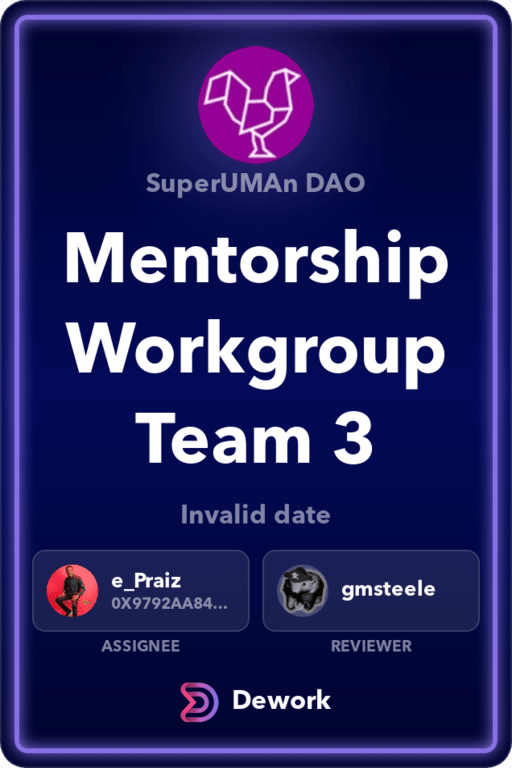 SuperUMAn DAO
Mentorship
Workgroup
Team 3
Invalid date
e_Praiz
0X9792AA84...
gmsteele
ASSIGNEE
REVIEWER
Dework